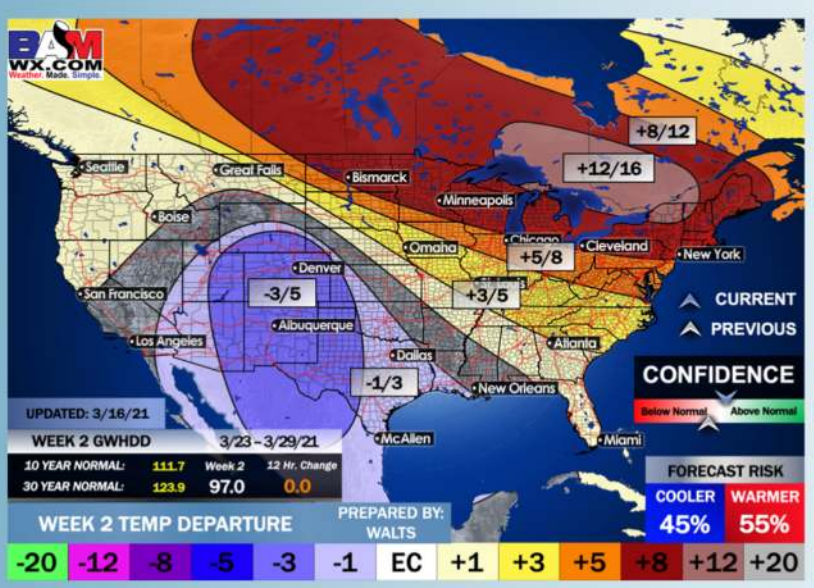 BAM
WX.COM
Weather. Made. Simple.
+8/12
+12/16
Seattle
Great Falls
Bismarck
Minneapolis
Boise
Omaha
Chicago
Cleveland
New York
+5/8
Denver
-3/5
+3/5
San Francisco
Albuquerque
Los Angeles
Atlanta
Dallas
-1/3
New Orleans
McAllen
Miami
CURRENT
PREVIOUS
CONFIDENCE
Below Normal Above Normal
UPDATED: 3/16/21
WEEK 2 GWHDD 3/23 – 3/29/21
10 YEAR NORMAL: 111.7 Week 2 12 Hr. Change
30 YEAR NORMAL: 123.9 97.0 0.0
FORECAST RISK
COOLER WARMER
45% 55%
WEEK 2 TEMP DEPARTURE
PREPARED BY:
WALTS
-20 -12 -8 -5 -3 -1 EC +1 +3 +5 +8 +12 +20